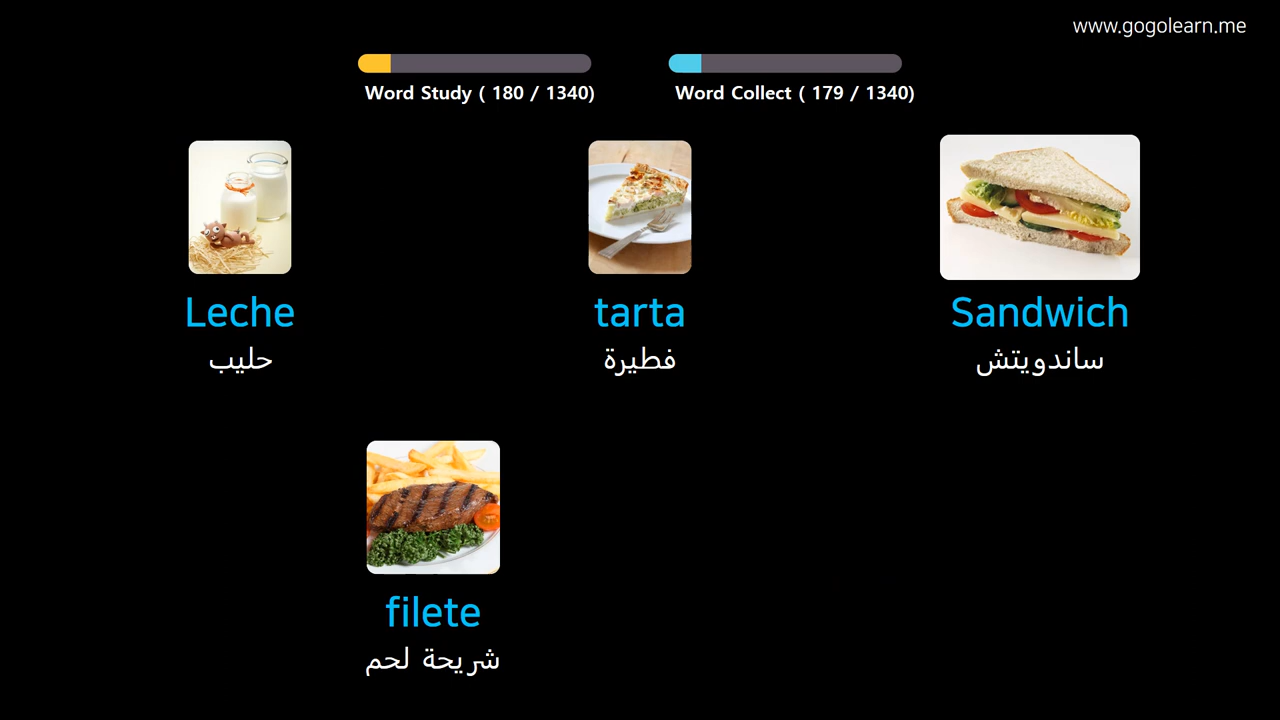 www.gogolearn.me
Word Study ( 180 / 1340)
Word Collect ( 179 / 1340)
Leche
حليب
tarta
فطيرة
Sandwich
ساندويتش
filete
شريحة لحم